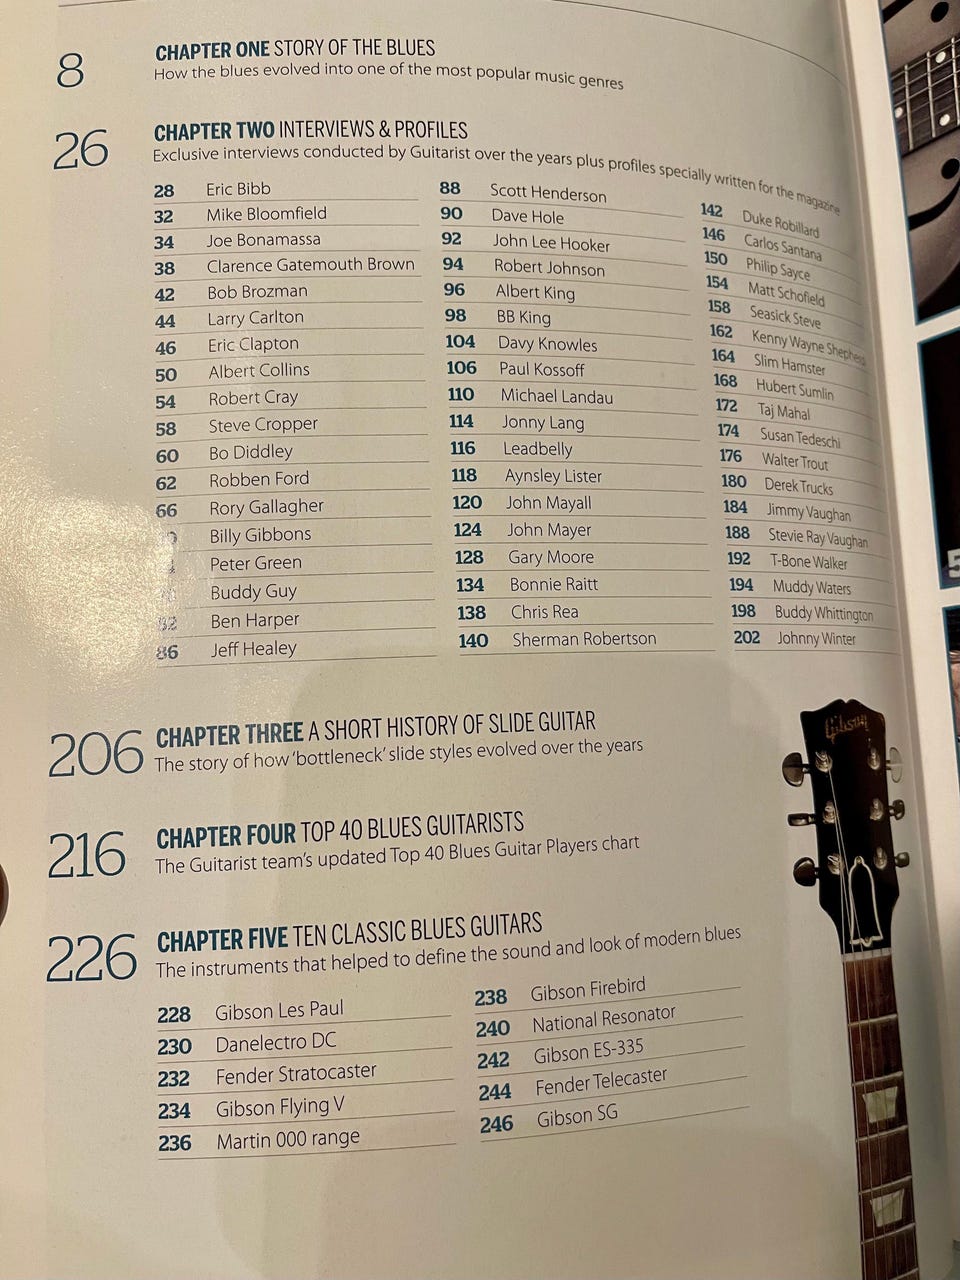 8
CHAPTER ONE STORY OF THE BLUES
How the blues evolved into one of the most popular music genres
26
CHAPTER TWO INTERVIEWS & PROFILES
Exclusive interviews conducted by Guitarist over the years plus profiles specially written for the magazine
28 Eric Bibb
32 Mike Bloomfield
34 Joe Bonamassa
38 Clarence Gatemouth Brown
42 Bob Brozman
44 Larry Carlton
46 Eric Clapton
50 Albert Collins
54 Robert Cray
58 Steve Cropper
60 Bo Diddley
62 Robben Ford
66 Rory Gallagher
Billy Gibbons
Peter Green
Buddy Guy
82 Ben Harper
86 Jeff Healey
88 Scott Henderson
90 Dave Hole
92 John Lee Hooker
94 Robert Johnson
96 Albert King
98 BB King
104 Davy Knowles
106 Paul Kossoff
110 Michael Landau
114 Jonny Lang
116 Leadbelly
118 Aynsley Lister
120 John Mayall
124 John Mayer
128 Gary Moore
134 Bonnie Raitt
138 Chris Rea
140 Sherman Robertson
142 Duke Robillard
146 Carlos Santana
150 Philip Sayce
154 Matt Schofield
158 Seasick Steve
162 Kenny Wayne
164 Slim Hamster
168 Hubert Sumlin
172 Taj Mahal
174 Susan Tedeschi
176 Walter Trout
180 Derek Trucks
184 Jimmy Vaughan
188 Stevie Ray Vaughan
192 T-Bone Walker
194 Muddy Waters
198 Buddy Whittington
202 Johnny Winter
206
CHAPTER THREE A SHORT HISTORY OF SLIDE GUITAR
The story of how 'bottleneck' slide styles evolved over the years
216
CHAPTER FOUR TOP 40 BLUES GUITARISTS
The Guitarist team's updated Top 40 Blues Guitar Players chart
226
CHAPTER FIVE TEN CLASSIC BLUES GUITARS
The instruments that helped to define the sound and look of modern blues
228 Gibson Les Paul
230 Danelectro DC
232 Fender Stratocaster
234 Gibson Flying V
236 Martin 000 range
238 Gibson Firebird
240 National Resonator
242 Gibson ES-335
244 Fender Telecaster
246 Gibson SG
Gibson
5